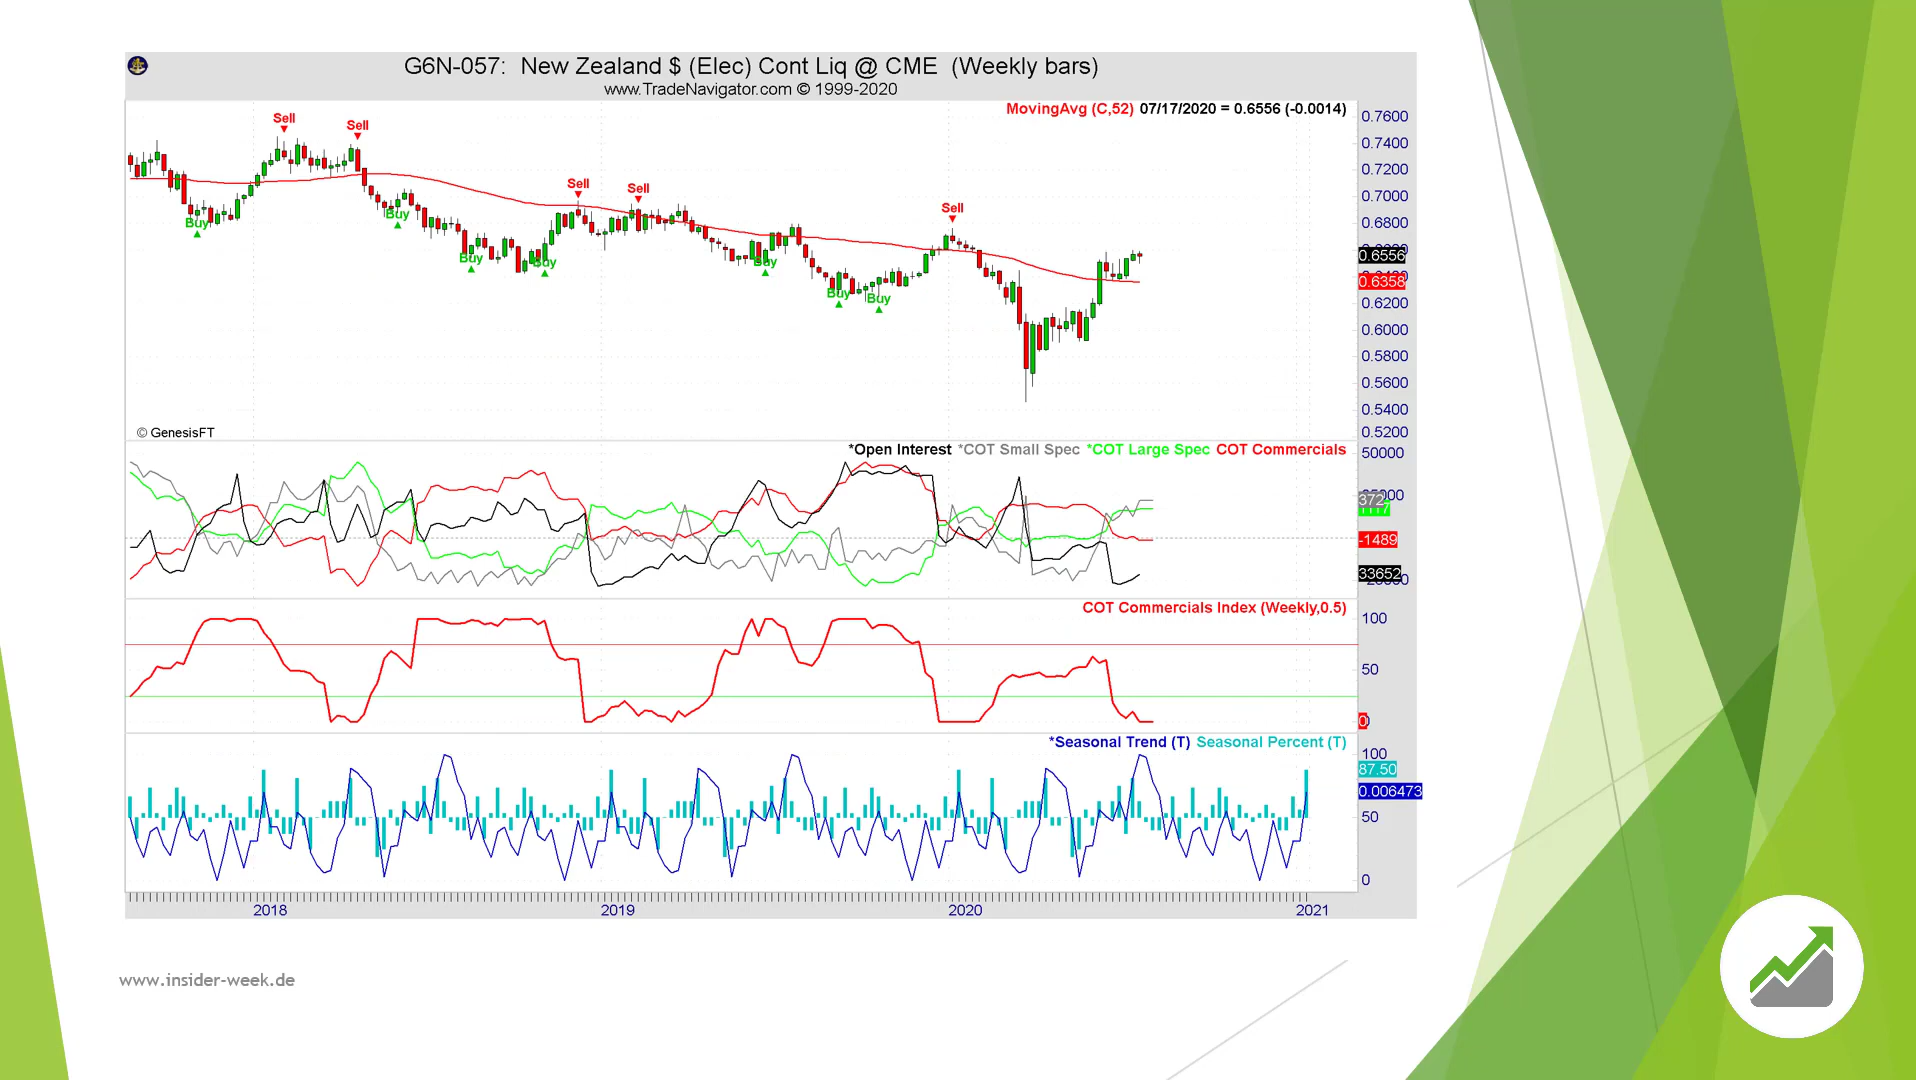 G6N-057: New Zealand $ (Elec) Cont Liq @ CME (Weekly bars)
www.TradeNavigator.com © 1999-2020
MovingAvg (C,52) 07/17/2020 = 0.6556 (-0.0014)
Sell
Sell
Sell
Sell
Sell
Buy
Buy
Buy
Buy
Buy
Buy
Buy
0.7600
0.7400
0.7200
0.7000
0.6800
0.6556
0.6358
0.6200
0.6000
0.5800
0.5600
0.5400
0.5200
© GenesisFT
*Open Interest *COT Small Spec *COT Large Spec COT Commercials
50000
372
1117
-1489
33652
COT Commercials Index (Weekly,0.5)
100
50
0
*Seasonal Trend (T) Seasonal Percent (T)
100
87.50
0.006473
50
0
2018
2019
2020
2021
www.insider-week.de